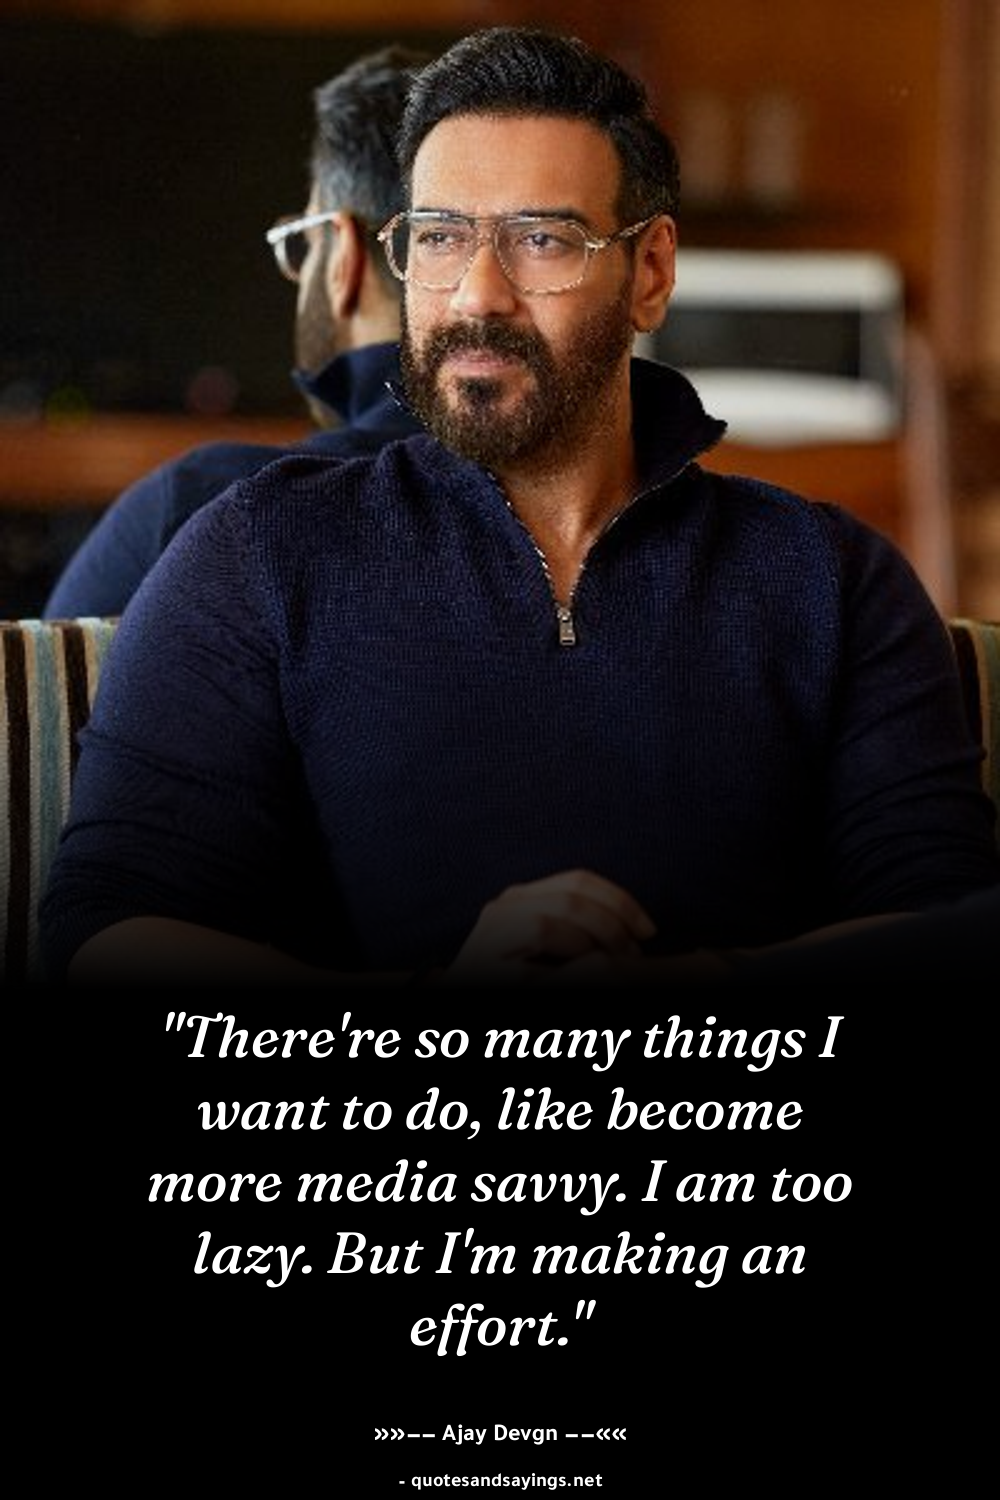 "There're so many things I
want to do, like become
more media savvy. I am too
lazy. But I'm making an
effort."
»»−− Ajay Devgn −−««
- quotesandsayings.net